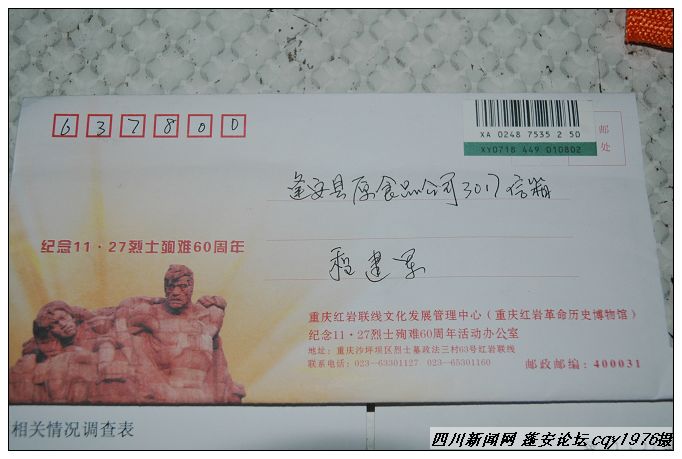 637800
XA 0248 7535 2 50
XY0718 449 010802
邮
处
蓬安县原食品公司3017信箱
程建军
纪念11·27烈士殉难60周年
重庆红岩联线文化发展管理中心（重庆红岩革命历史博物馆）
纪念11·27烈士殉难60周年活动办公室
地址：重庆沙坪坝区烈士墓政法三村63号红岩联线
联系电话：023—63301127 023—65301160
邮政邮编：400031
相关情况调查表
四川新闻网 蓬安论坛cqy1976摄